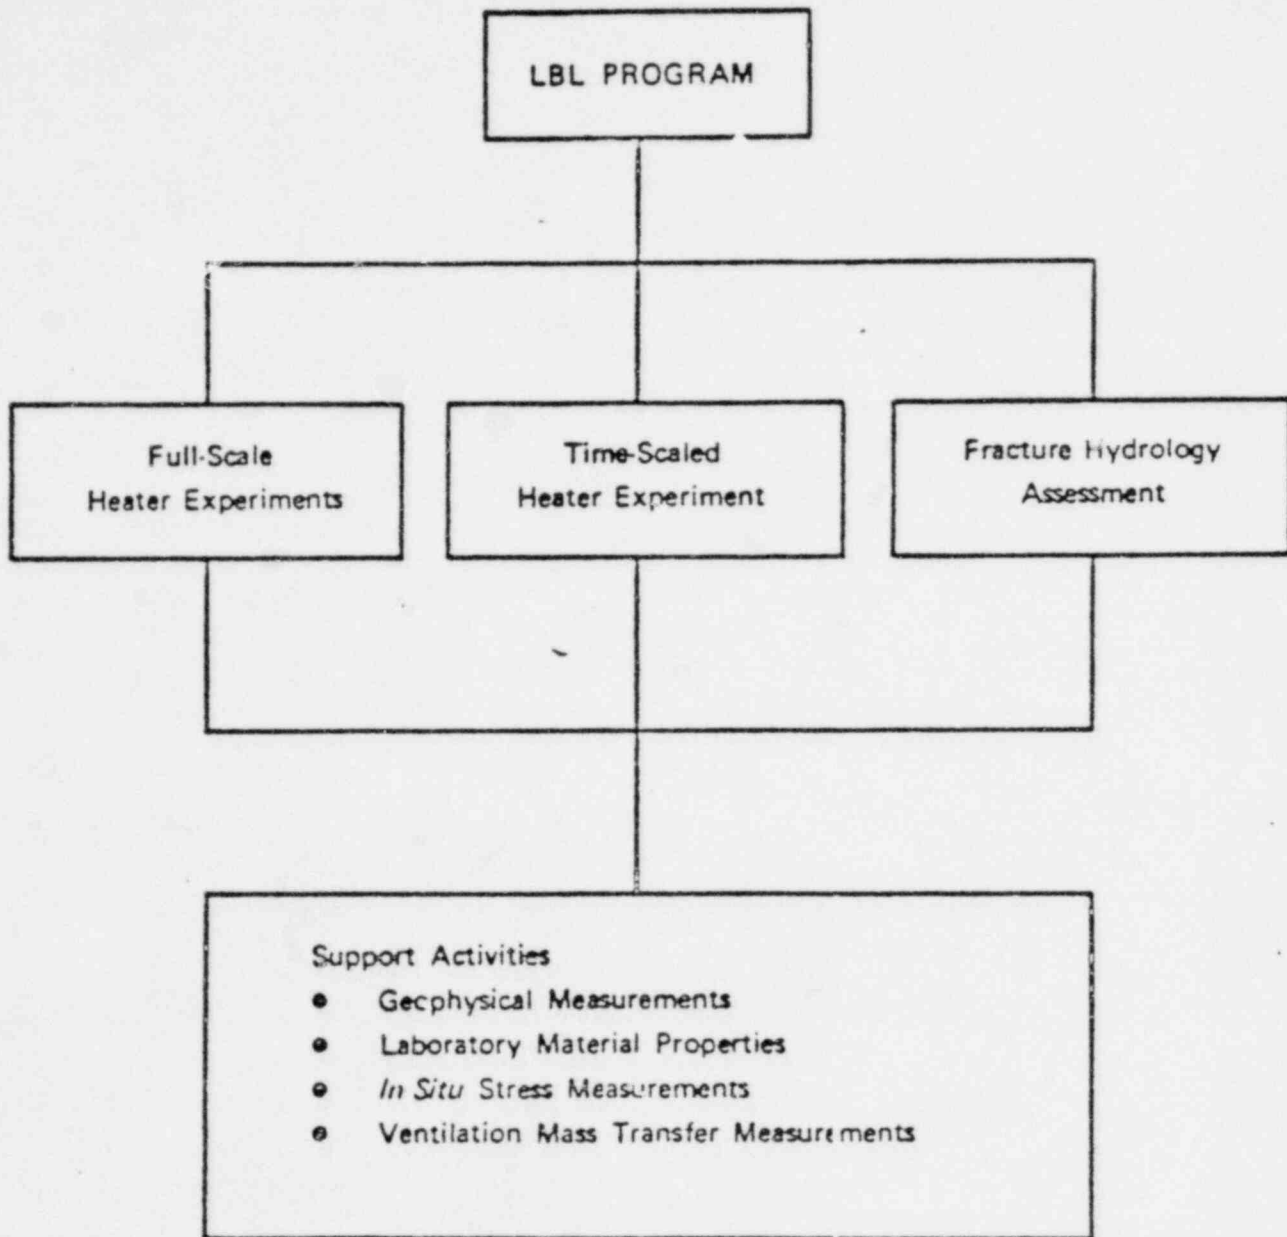 LBL PROGRAM
Full-Scale
Heater Experiments
Time-Scaled
Heater Experiment
Fracture Hydrology
Assessment
Support Activities
• Geophysical Measurements
• Laboratory Material Properties
• In Situ Stress Measurements
• Ventilation Mass Transfer Measurements